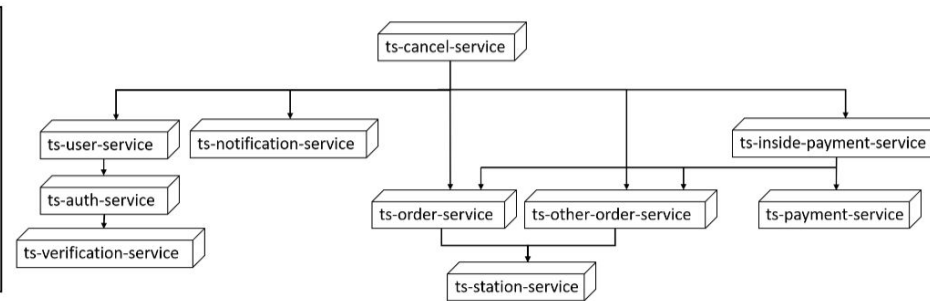 ts-cancel-service
ts-user-service
ts-notification-service
ts-inside-payment-service
ts-auth-service
ts-order-service
ts-other-order-service
ts-payment-service
ts-verification-service
ts-station-service